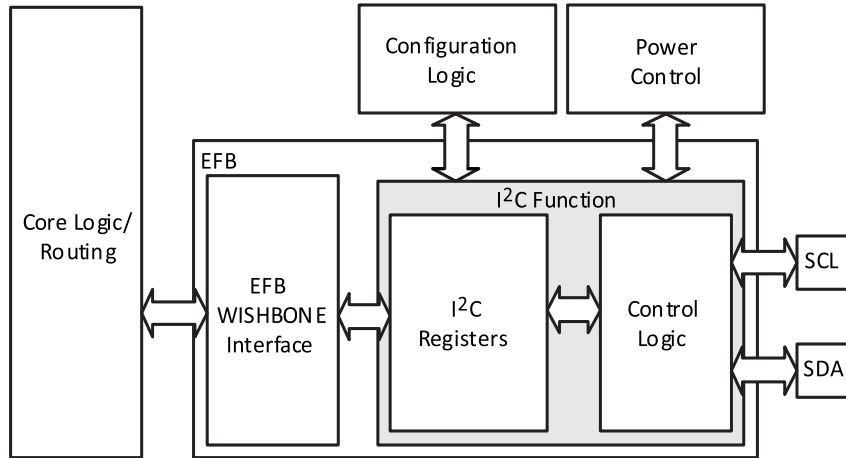 Configuration
Logic
Power
Control
EFB
I²C Function
Core Logic/
Routing
EFB
WISHBONE
Interface
I²C
Registers
Control
Logic
SCL
SDA